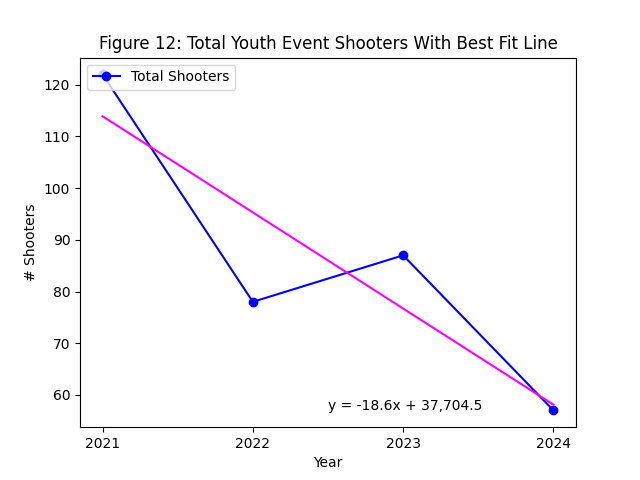 Figure 12: Total Youth Event Shooters With Best Fit Line
Total Shooters
120
110
100
90
80
70
60
# Shooters
y = -18.6x + 37,704.5
2021 2022 2023 2024
Year